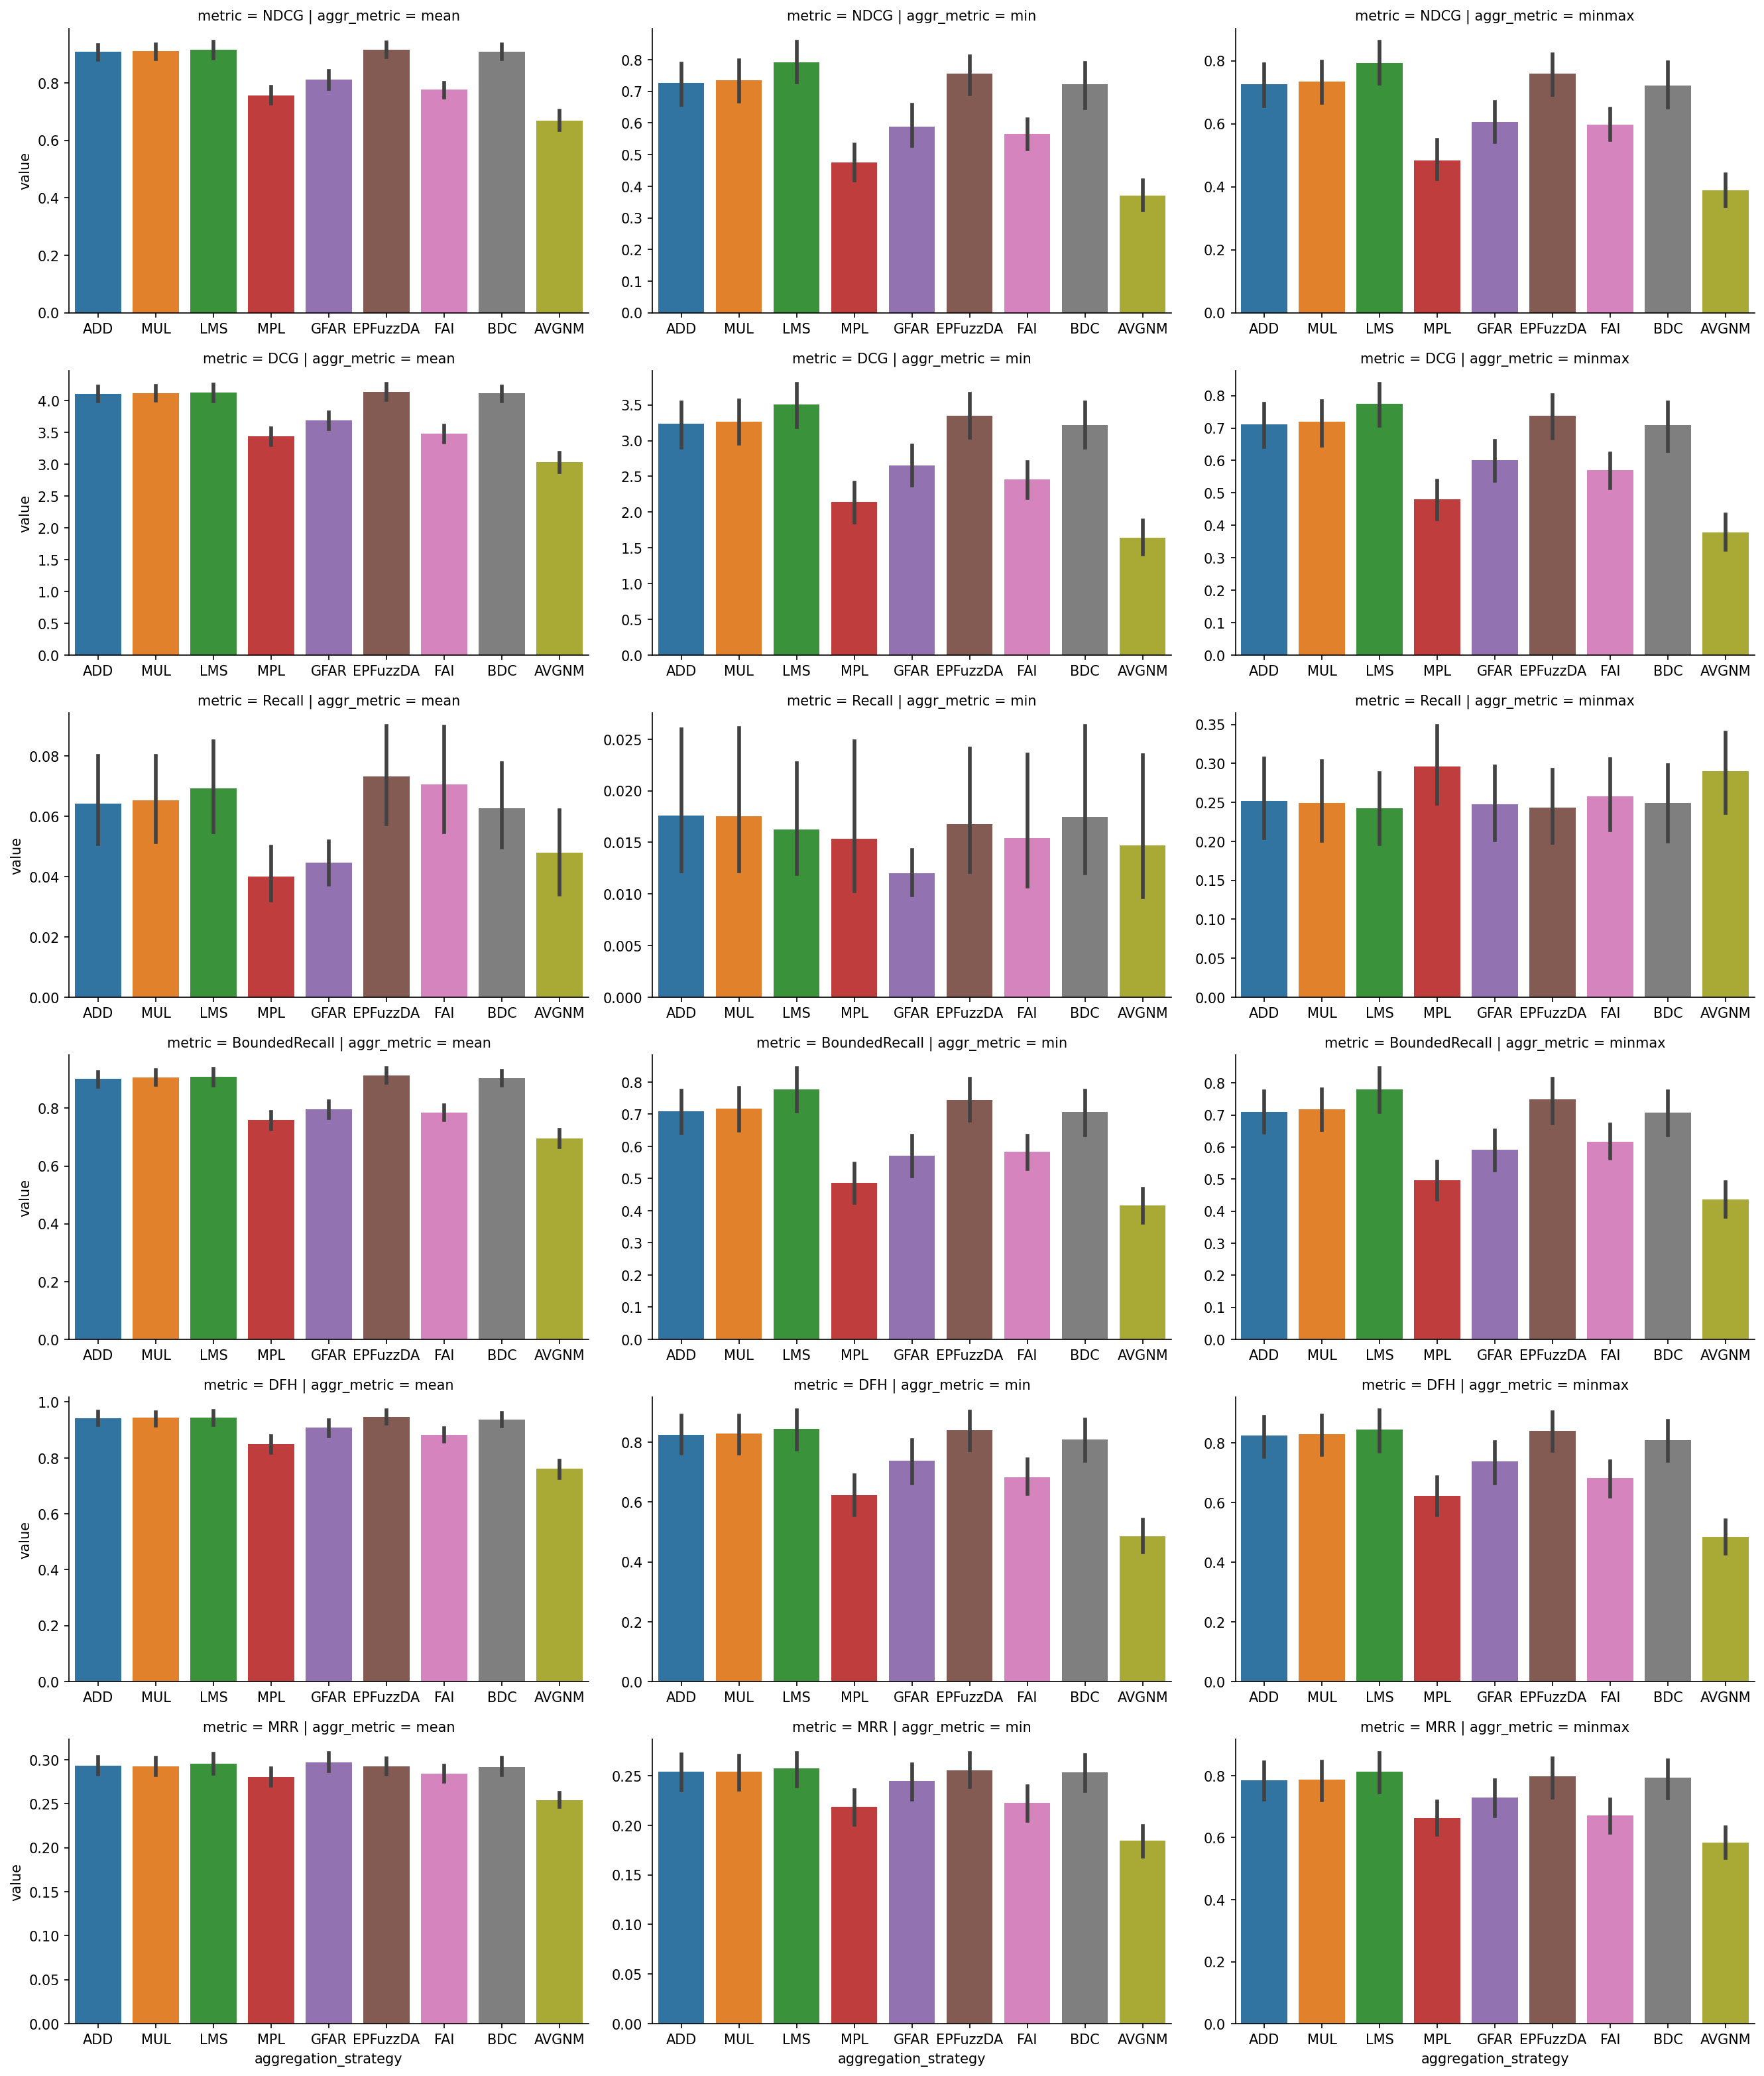 metric = NDCG | aggr_metric = mean
metric = NDCG | aggr_metric = min
metric = NDCG | aggr_metric = minmax
value
0.8
0.6
0.4
0.2
0.0
0.8
0.7
0.6
0.5
0.4
0.3
0.2
0.1
0.0
0.8
0.6
0.4
0.2
0.0
ADD MUL LMS MPL GFAR EPFuzzDA FAI BDC AVGNM
ADD MUL LMS MPL GFAR EPFuzzDA FAI BDC AVGNM
ADD MUL LMS MPL GFAR EPFuzzDA FAI BDC AVGNM
metric = DCG | aggr_metric = mean
metric = DCG | aggr_metric = min
metric = DCG | aggr_metric = minmax
value
4.0
3.5
3.0
2.5
2.0
1.5
1.0
0.5
0.0
3.5
3.0
2.5
2.0
1.5
1.0
0.5
0.0
0.8
0.7
0.6
0.5
0.4
0.3
0.2
0.1
0.0
ADD MUL LMS MPL GFAR EPFuzzDA FAI BDC AVGNM
ADD MUL LMS MPL GFAR EPFuzzDA FAI BDC AVGNM
ADD MUL LMS MPL GFAR EPFuzzDA FAI BDC AVGNM
metric = Recall | aggr_metric = mean
metric = Recall | aggr_metric = min
metric = Recall | aggr_metric = minmax
value
0.08
0.06
0.04
0.02
0.00
0.025
0.020
0.015
0.010
0.005
0.000
0.35
0.30
0.25
0.20
0.15
0.10
0.05
0.00
ADD MUL LMS MPL GFAR EPFuzzDA FAI BDC AVGNM
ADD MUL LMS MPL GFAR EPFuzzDA FAI BDC AVGNM
ADD MUL LMS MPL GFAR EPFuzzDA FAI BDC AVGNM
metric = BoundedRecall | aggr_metric = mean
metric = BoundedRecall | aggr_metric = min
metric = BoundedRecall | aggr_metric = minmax
value
0.8
0.6
0.4
0.2
0.0
0.8
0.7
0.6
0.5
0.4
0.3
0.2
0.1
0.0
0.8
0.7
0.6
0.5
0.4
0.3
0.2
0.1
0.0
ADD MUL LMS MPL GFAR EPFuzzDA FAI BDC AVGNM
ADD MUL LMS MPL GFAR EPFuzzDA FAI BDC AVGNM
ADD MUL LMS MPL GFAR EPFuzzDA FAI BDC AVGNM
metric = DFH | aggr_metric = mean
metric = DFH | aggr_metric = min
metric = DFH | aggr_metric = minmax
value
1.0
0.8
0.6
0.4
0.2
0.0
0.8
0.6
0.4
0.2
0.0
0.8
0.6
0.4
0.2
0.0
ADD MUL LMS MPL GFAR EPFuzzDA FAI BDC AVGNM
ADD MUL LMS MPL GFAR EPFuzzDA FAI BDC AVGNM
ADD MUL LMS MPL GFAR EPFuzzDA FAI BDC AVGNM
metric = MRR | aggr_metric = mean
metric = MRR | aggr_metric = min
metric = MRR | aggr_metric = minmax
value
0.30
0.25
0.20
0.15
0.10
0.05
0.00
0.25
0.20
0.15
0.10
0.05
0.00
0.8
0.6
0.4
0.2
0.0
ADD MUL LMS MPL GFAR EPFuzzDA FAI BDC AVGNM
ADD MUL LMS MPL GFAR EPFuzzDA FAI BDC AVGNM
ADD MUL LMS MPL GFAR EPFuzzDA FAI BDC AVGNM
aggregation_strategy
aggregation_strategy
aggregation_strategy